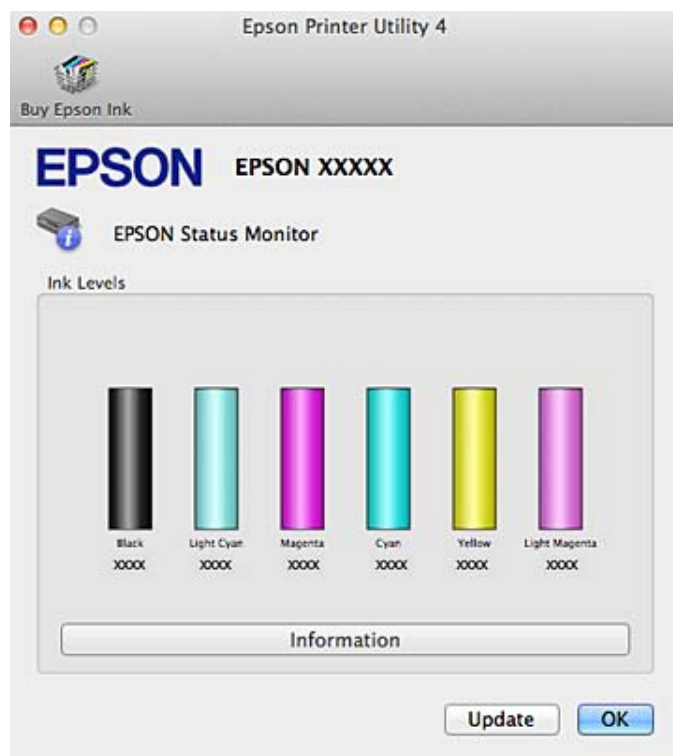 Epson Printer Utility 4
Buy Epson Ink
EPSON EPSON XXXXX
EPSON Status Monitor
Ink Levels
Black Light Cyan Magenta Cyan Yellow Light Magenta
XXXX XXXX XXXX XXXX XXXX XXXX
Information
Update OK